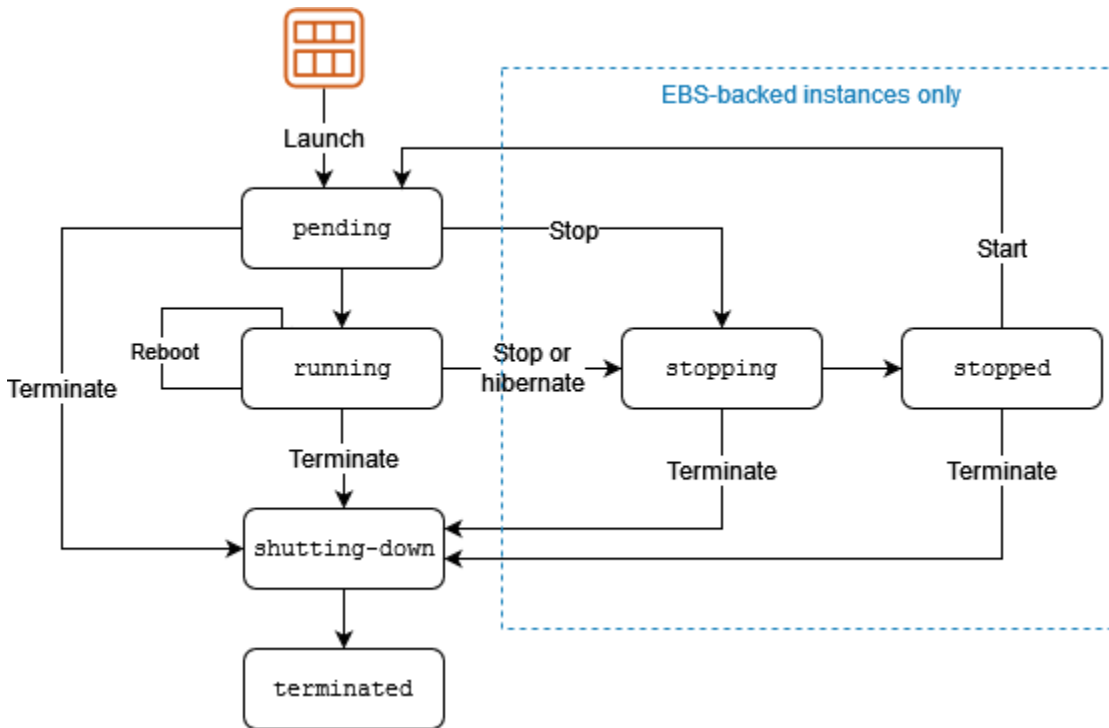 EBS-backed instances only
Launch
pending
Stop
Start
Reboot
running
Stop or
hibernate
stopping
stopped
Terminate
Terminate
Terminate
Terminate
shutting-down
terminated